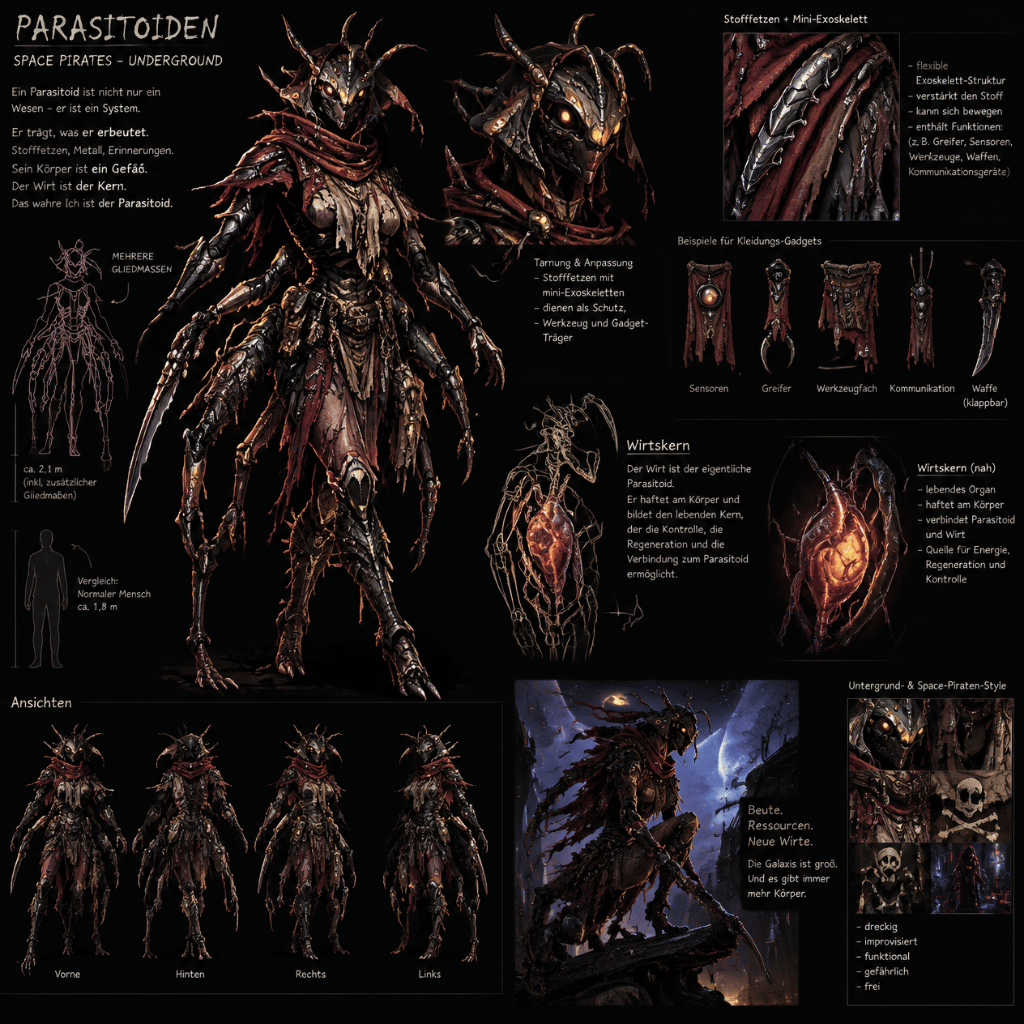 PARASITOIDEN
SPACE PIRATES – UNDERGROUND
Ein Parasitoid ist nicht nur ein
Wesen – er ist ein System.
Er trägt, was er erbeutet.
Stofffetzen, Metall, Erinnerungen.
Sein Körper ist ein Gefäß.
Der Wirt ist der Kern.
Das wahre Ich ist der Parasitoid.
MEHRERE
GLIEDMASSEN
ca. 2,1 m
(inkl, zusätzlicher
Gliedmaßen)
Vergleich:
Normaler Mensch
ca, 1,8 m
Tarnung & Anpassung
– Stofffetzen mit
mini-Exoskeletten
– dienen als Schutz,
– Werkzeug und Gadget-
Träger
Stofffetzen + Mini-Exoskelett
– flexible
Exoskelett-Struktur
– verstärkt den Stoff
– kann sich bewegen
– enthält Funktionen:
(z, B. Greifer, Sensoren,
Werkzeuge, Waffen,
Kommunikationsgeräte)
Beispiele für Kleidungs-Gadgets
Sensoren
Greifer
Werkzeugfach
Kommunikation
Waffe
(klappbar)
Wirtskern
Der Wirt ist der eigentliche
Parasitoid.
Er haftet am Körper und
bildet den lebenden Kern,
der die Kontrolle, die
Regeneration und die
Verbindung zum Parasitoid
ermöglicht.
Wirtskern (nah)
– lebendes Organ
– haftet am Körper
– verbindet Parasitoid
und Wirt
– Quelle für Energie,
Regeneration und
Kontrolle
Ansichten
Vorne
Hinten
Rechts
Links
Beute.
Ressourcen.
Neue Wirte.
Die Galaxis ist groß.
Und es gibt immer
mehr Körper.
Untergrund- & Space-Piraten-Style
– dreckig
– improvisiert
– funktional
– gefährlich
– frei